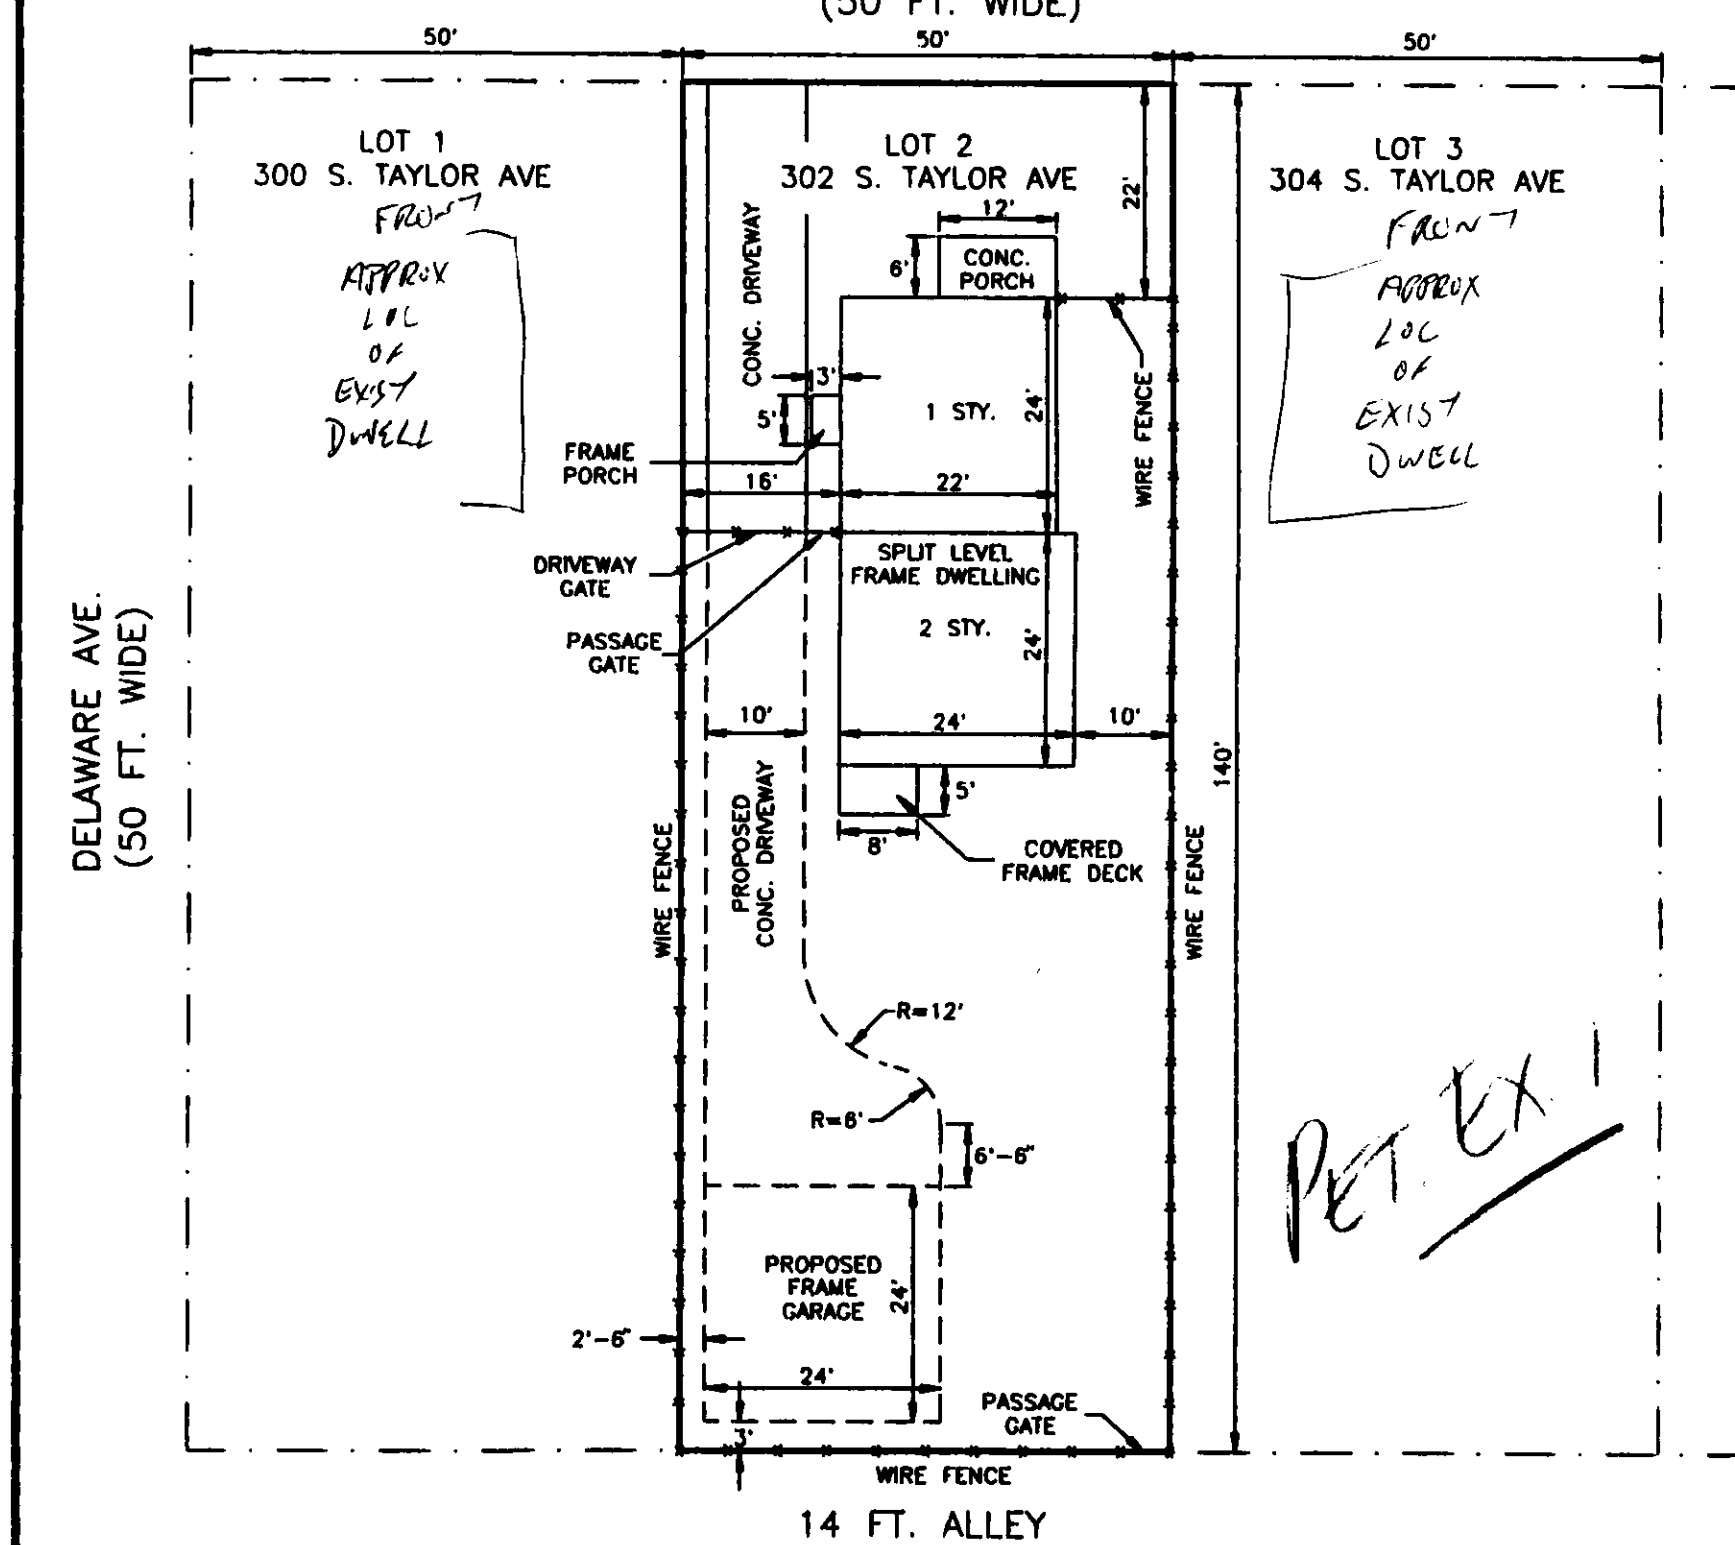 (50 FT. WIDE)
50'
50'
50'
LOT 1
300 S. TAYLOR AVE
FRONT
APPROX
LOC
OF
EXIST
DWELL
LOT 2
302 S. TAYLOR AVE
22'
LOT 3
304 S. TAYLOR AVE
FRONT
APPROX
LOC
OF
EXIST
DWELL
CONC. DRIVEWAY
12'
6'
CONC.
PORCH
3'
5'
1 STY.
24'
WIRE FENCE
FRAME
PORCH
16'
22'
DRIVEWAY
GATE
SPLIT LEVEL
FRAME DWELLING
2 STY.
24'
PASSAGE
GATE
DELAWARE AVE.
(50 FT. WIDE)
10'
24'
10'
140'
PROPOSED
CONC. DRIVEWAY
5'
8'
COVERED
FRAME DECK
WIRE FENCE
WIRE FENCE
R=12'
R=6'
6'-6"
PET. EX. 1
PROPOSED
FRAME
GARAGE
24'
2'-6"
24'
3'
PASSAGE
GATE
WIRE FENCE
14 FT. ALLEY